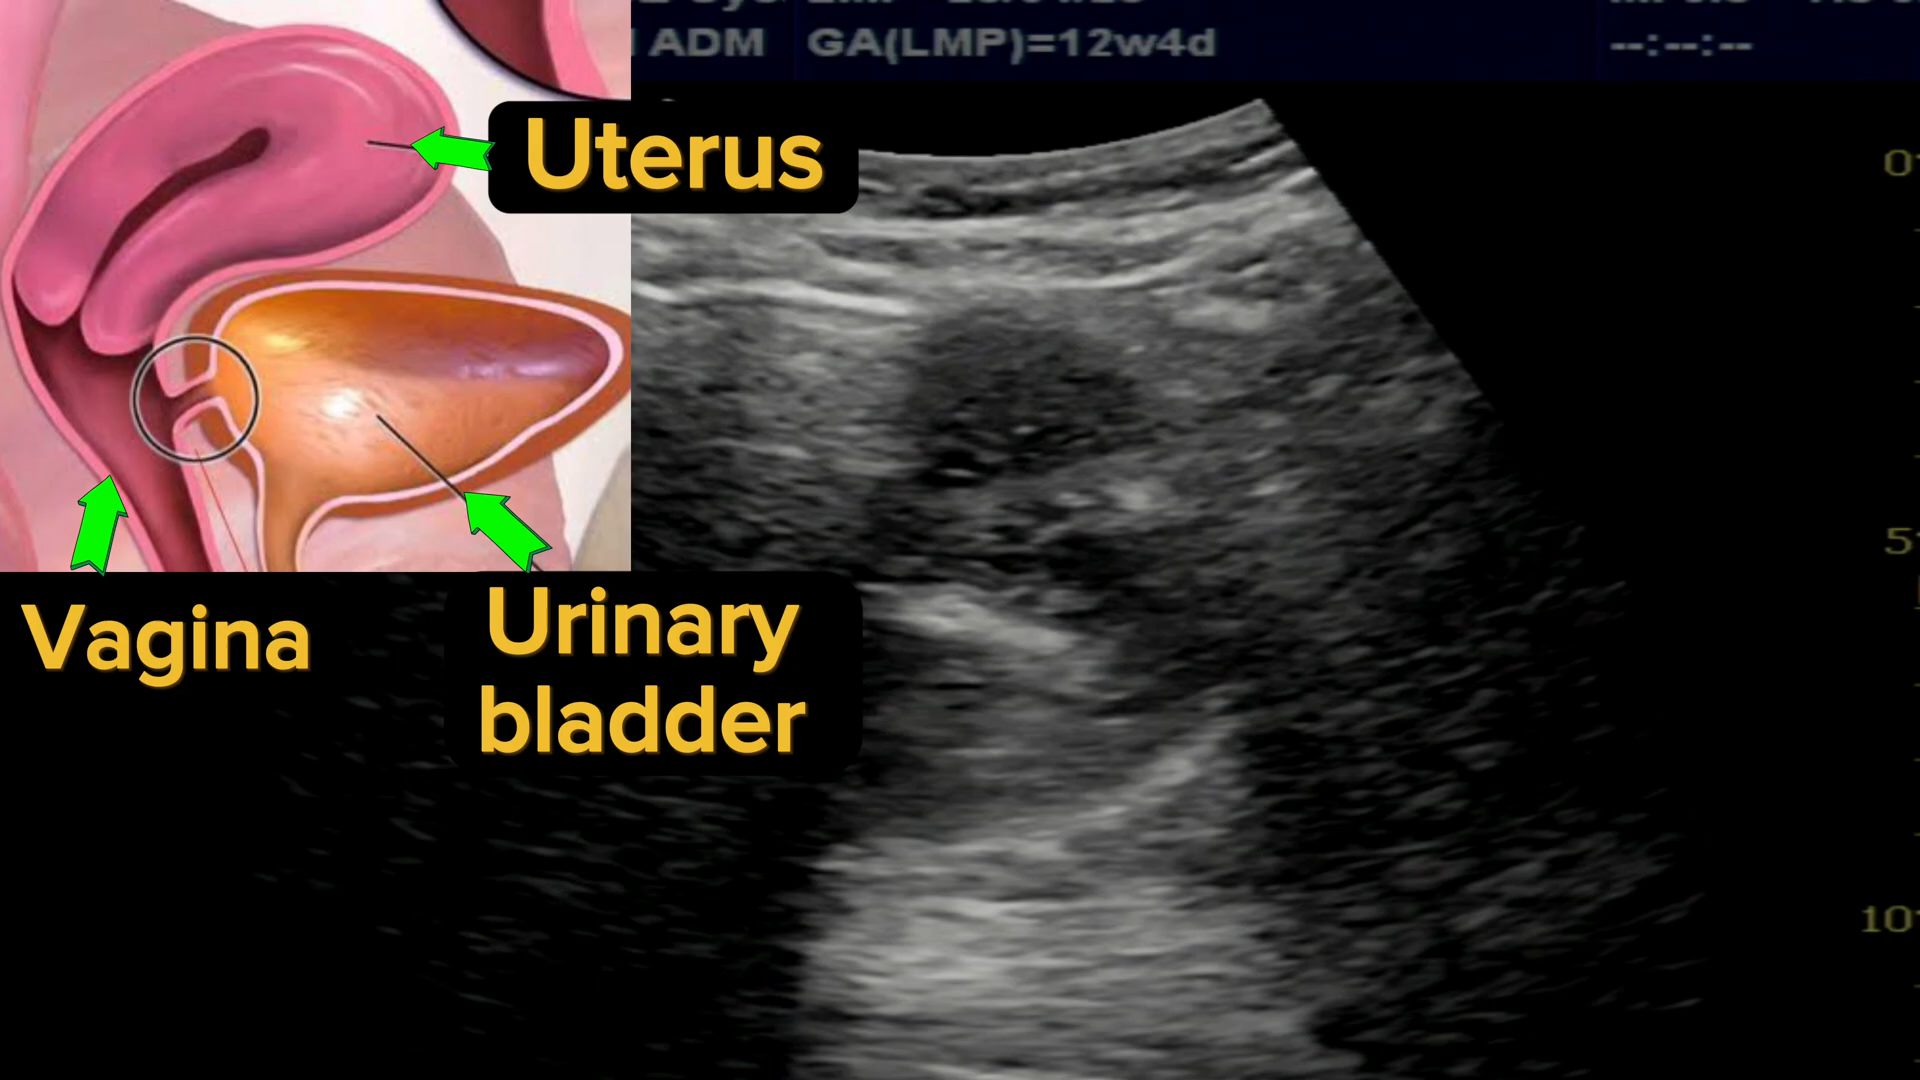 ADM GA(LMP)=12w4d --:--:--
Uterus
0
5
Vagina
Urinary
bladder
10